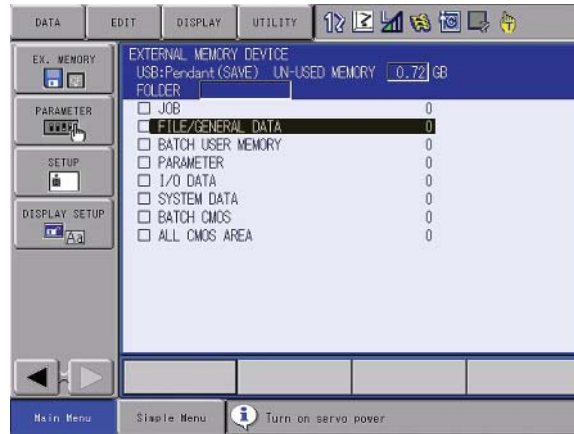 DATA EDIT DISPLAY UTILITY
EX. MEMORY
PARAMETER
SETUP
DISPLAY SETUP
Aa
EXTERNAL MEMORY DEVICE
USB:Pendant(SAVE) UN-USED MEMORY 0.72 GB
FOLDER
JOB 0
FILE/GENERAL DATA 0
BATCH USER MEMORY 0
PARAMETER 0
I/O DATA 0
SYSTEM DATA 0
BATCH CMOS 0
ALL CMOS AREA 0
Main Menu Simple Menu Turn on servo power